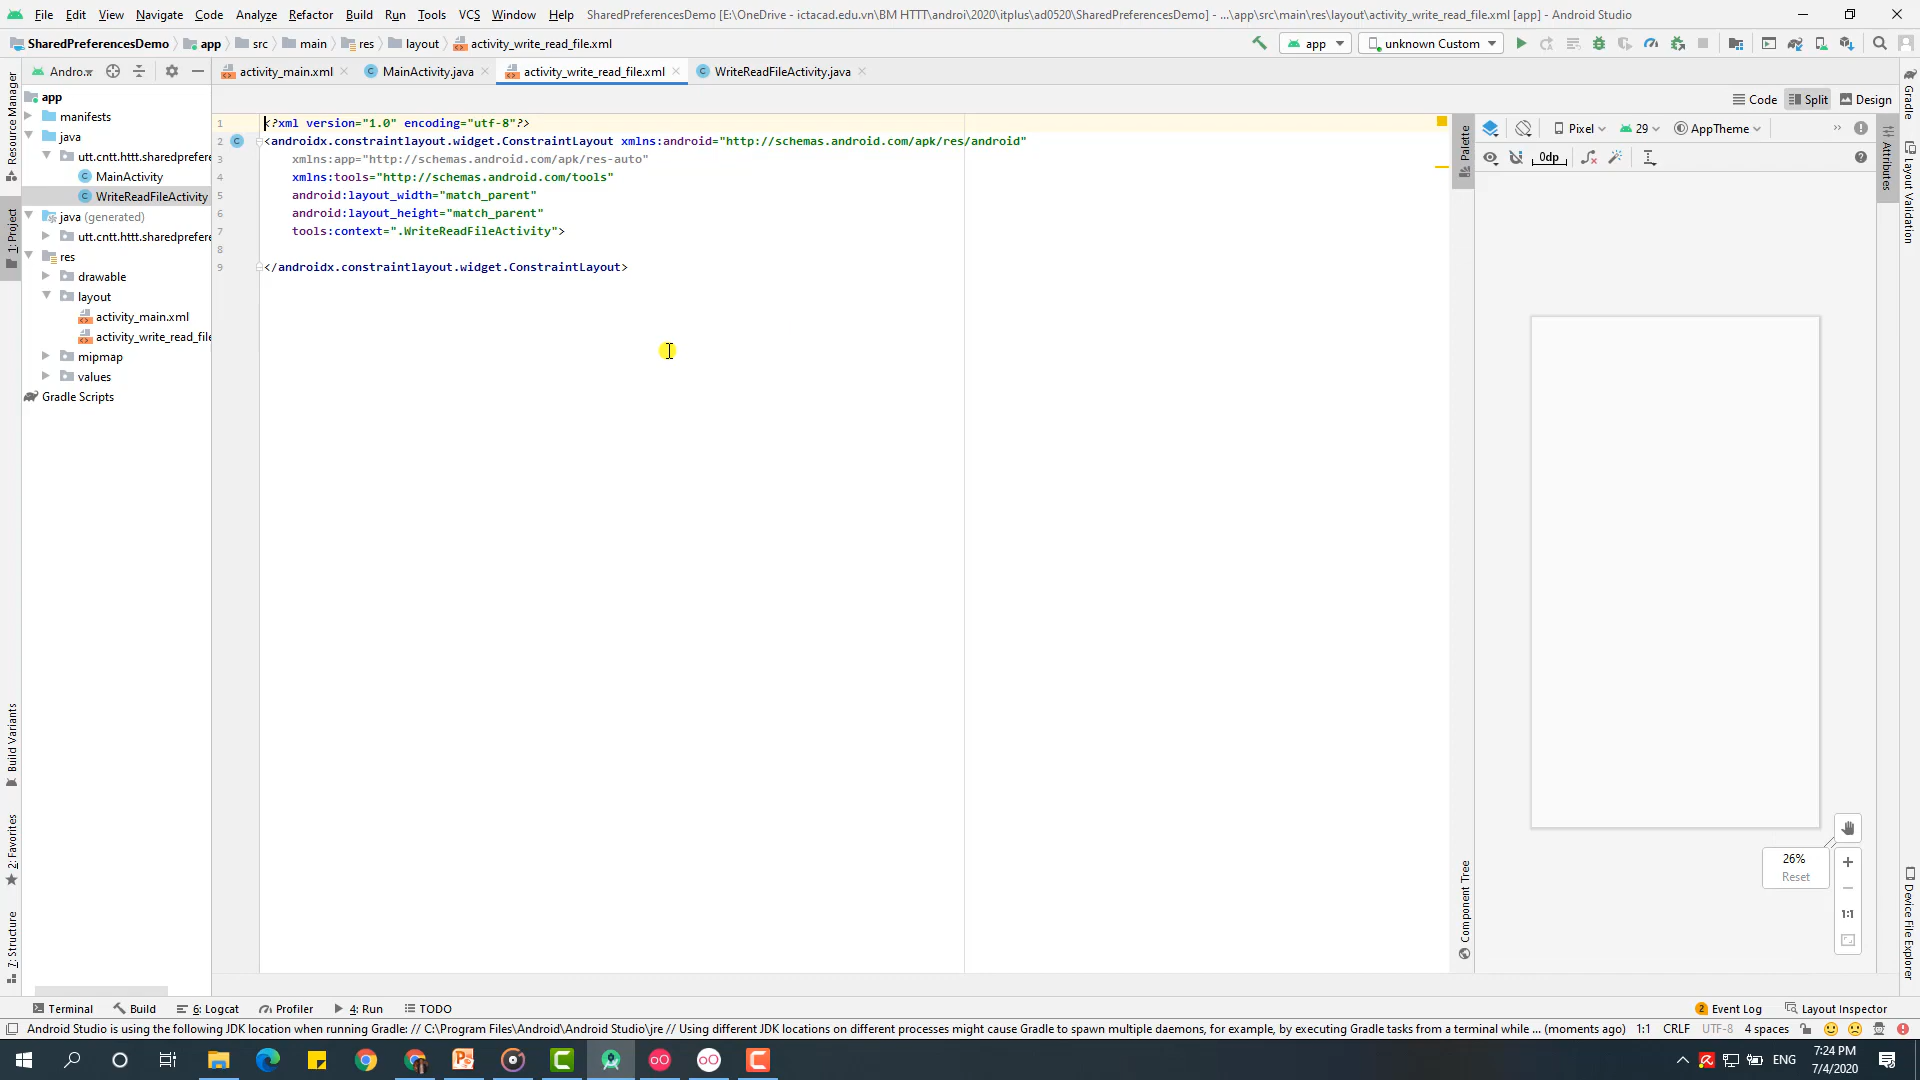 File Edit View Navigate Code Analyze Refactor Build Run Tools VCS Window Help SharedPreferencesDemo [E:\OneDrive - ictacad.edu.vn\BM HTTT\androi\2020\itplus\ad0520\SharedPreferencesDemo] - ...\app\src\main\res\layout\activity_write_read_file.xml [app] - Android Studio
SharedPreferencesDemo app src main res layout activity_write_read_file.xml app unknown Custom
Andro... activity_main.xml MainActivity.java activity_write_read_file.xml WriteReadFileActivity.java
Code Split Design
Resource Manager
1: Project
Build Variants
2: Favorites
7: Structure
app
manifests
java
utt.cntt.httt.sharedprefere
MainActivity
WriteReadFileActivity
java (generated)
utt.cntt.httt.sharedprefere
res
drawable
layout
activity_main.xml
activity_write_read_file
mipmap
values
Gradle Scripts
1 <?xml version="1.0" encoding="utf-8"?>
2 <androidx.constraintlayout.widget.ConstraintLayout xmlns:android="http://schemas.android.com/apk/res/android"
3 xmlns:app="http://schemas.android.com/apk/res-auto"
4 xmlns:tools="http://schemas.android.com/tools"
5 android:layout_width="match_parent"
6 android:layout_height="match_parent"
7 tools:context=".WriteReadFileActivity">
8
9 </androidx.constraintlayout.widget.ConstraintLayout>
Palette
Component Tree
Pixel 29 AppTheme
0dp
26%
Reset
1:1
Attributes
Gradle
Layout Validation
Device File Explorer
Terminal Build 6: Logcat Profiler 4: Run TODO 2 Event Log Layout Inspector
Android Studio is using the following JDK location when running Gradle: // C:\Program Files\Android\Android Studio\jre // Using different JDK locations on different processes might cause Gradle to spawn multiple daemons, for example, by executing Gradle tasks from a terminal while ... (moments ago) 1:1 CRLF UTF-8 4 spaces
ENG
7:24 PM
7/4/2020